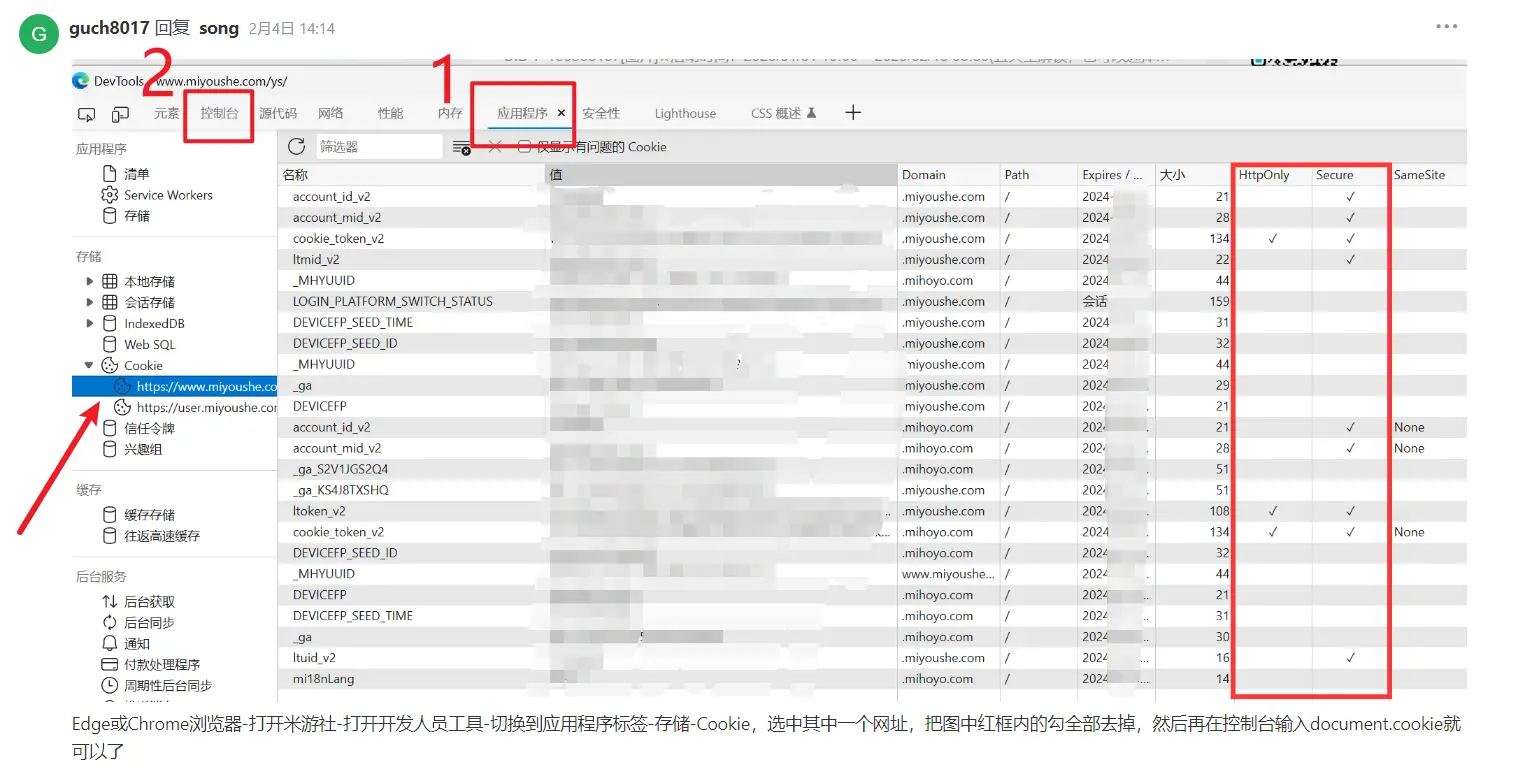 G
guch8017 回复 song 2月4日 14:14
2
1
DevTools www.miyoushe.com/ys/
元素 控制台 源代码 网络 性能 内存 应用程序 × 安全性 Lighthouse CSS 概述 +
应用程序
清单
Service Workers
存储
存储
本地存储
会话存储
IndexedDB
Web SQL
Cookie
https://www.miyoushe.co
https://user.miyoushe.com
信任令牌
兴趣组
缓存
缓存存储
往返高速缓存
后台服务
后台获取
后台同步
通知
付款处理程序
周期性后台同步
筛选器 仅显示有问题的 Cookie
名称 值 Domain Path Expires / ... 大小 HttpOnly Secure SameSite
account_id_v2 .miyoushe.com / 2024- 21 ✓
account_mid_v2 .miyoushe.com / 2024- 28 ✓
cookie_token_v2 .miyoushe.com / 2024 134 ✓ ✓
ltmid_v2 .miyoushe.com / 2024 22 ✓
_MHYUUID .mihoyo.com / 2024 44
LOGIN_PLATFORM_SWITCH_STATUS .miyoushe.com / 会话 159
DEVICEFP_SEED_TIME .miyoushe.com / 2024 31
DEVICEFP_SEED_ID .miyoushe.com / 2024 32
_MHYUUID miyoushe.com / 2024 44
_ga .miyoushe.com / 2024 29
DEVICEFP miyoushe.com / 2024 21
account_id_v2 .mihoyo.com / 2024 21 ✓ None
account_mid_v2 .mihoyo.com / 2024 28 ✓ None
_ga_S2V1JGS2Q4 .mihoyo.com / 2024 51
_ga_KS4J8TXSHQ .miyoushe.com / 2024 51
ltoken_v2 .miyoushe.com / 2024 108 ✓ ✓
cookie_token_v2 .mihoyo.com / 2024 134 ✓ ✓ None
DEVICEFP_SEED_ID .mihoyo.com / 2024 32
_MHYUUID www.miyoushe... / 2024 44
DEVICEFP .mihoyo.com / 2024 21
DEVICEFP_SEED_TIME .mihoyo.com / 2024 31
_ga .mihoyo.com / 2024 30
ltuid_v2 .miyoushe.com / 2024 16 ✓
mi18nLang .mihoyo.com / 2024 14
Edge或Chrome浏览器-打开米游社-打开开发人员工具-切换到应用程序标签-存储-Cookie，选中其中一个网址，把图中红框内的勾全部去掉，然后再在控制台输入document.cookie就
可以了